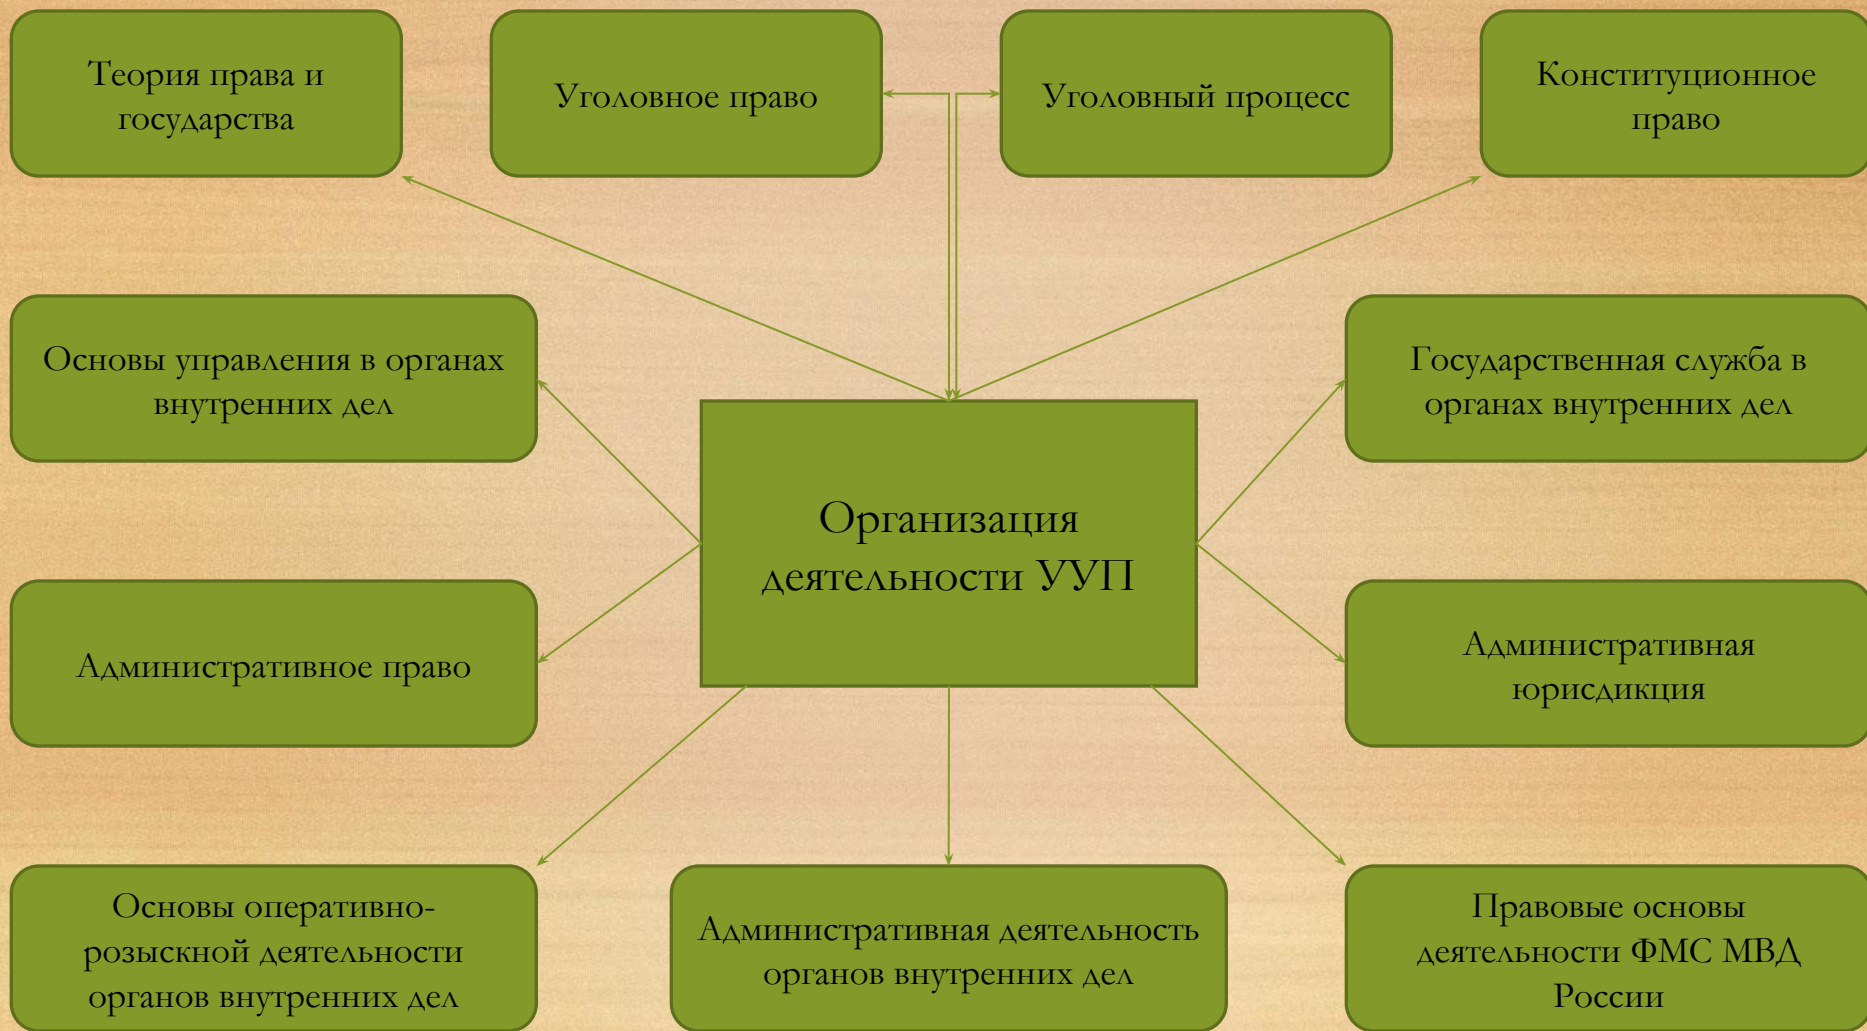 Теория права и
государства
Уголовное право
Уголовный процесс
Конституционное
право
Основы управления в органах
внутренних дел
Государственная служба в
органах внутренних дел
Организация
деятельности УУП
Административное право
Административная
юрисдикция
Основы оперативно-
розыскной деятельности
органов внутренних дел
Административная деятельность
органов внутренних дел
Правовые основы
деятельности ФМС МВД
России